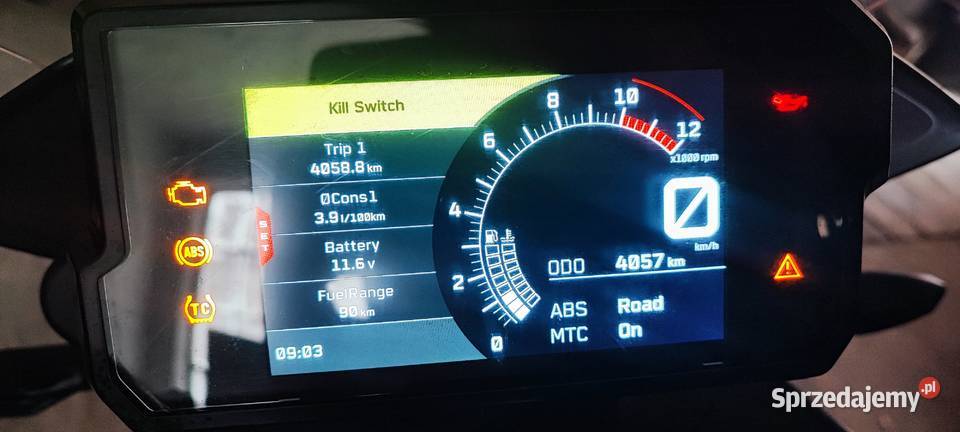 Kill Switch
Trip 1
4058.8 km
ØCons1
3.9 l/100km
Battery
11.6 V
FuelRange
90 km
09:03
SET
ABS
TC
0
2
4
6
8
10
12
x1000 rpm
0
km/h
ODO 4057 km
ABS Road
MTC On
Sprzedajemy.pl